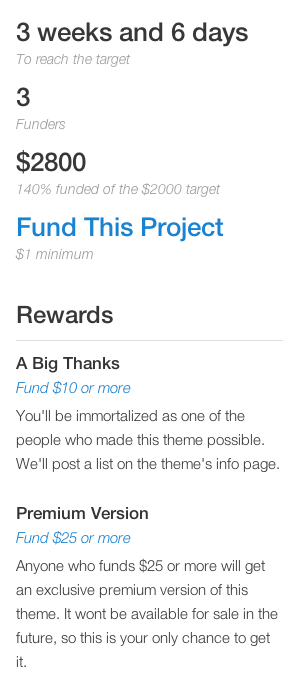 3 weeks and 6 days
To reach the target
3
Funders
$2800
140% funded of the $2000 target
Fund This Project
$1 minimum
Rewards
A Big Thanks
Fund $10 or more
You'll be immortalized as one of the
people who made this theme possible.
We'll post a list on the theme's info page.
Premium Version
Fund $25 or more
Anyone who funds $25 or more will get
an exclusive premium version of this
theme. It wont be available for sale in the
future, so this is your only chance to get
it.